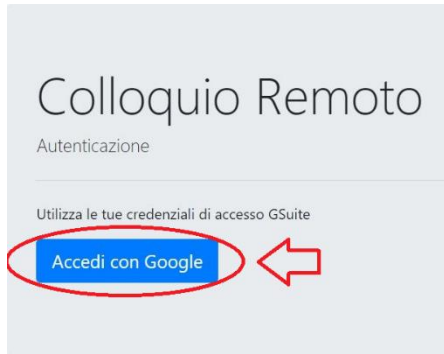 Colloquio Remoto
Autenticazione
Utilizza le tue credenziali di accesso GSuite
Accedi con Google